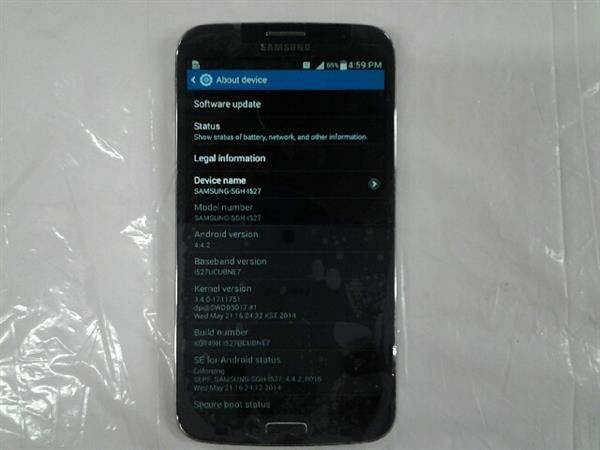 SAMSUNG
65% 4:59 PM
About device
Software update
Status
Show status of battery, network, and other information.
Legal information
Device name
SAMSUNG-SGH-I527
Model number
SAMSUNG-SGH-I527
Android version
4.4.2
Baseband version
I527UCUBNE7
Kernel version
3.4.0-1711751
dpi@SWDD5017 #1
Wed May 21 16:24:32 KST 2014
Build number
KOT49H.I527UCUBNE7
SE for Android status
Enforcing
SEPF_SAMSUNG-SGH-I527_4.4.2_0016
Wed May 21 16:24:12 2014
Secure boot status